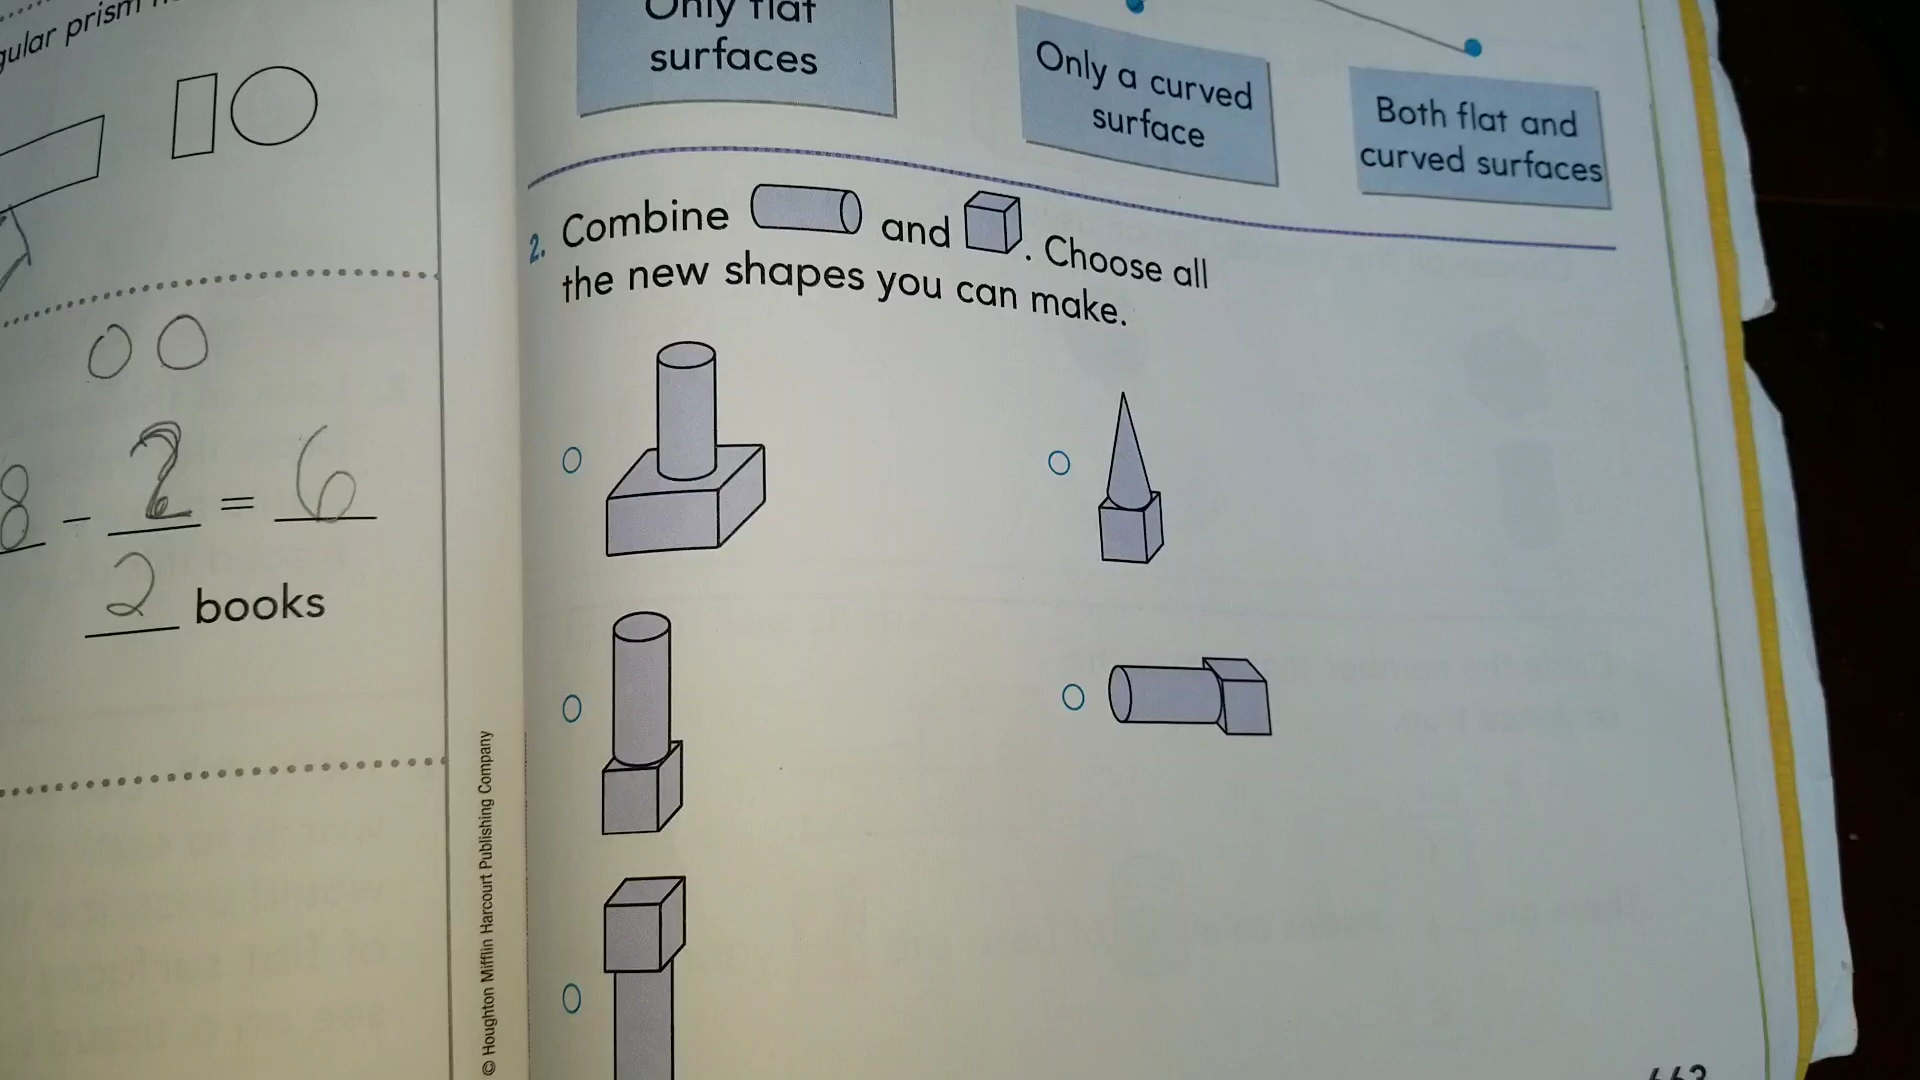 gular prism
8 - 2 = 6
2 books
© Houghton Mifflin Harcourt Publishing Company
Only flat
surfaces
Only a curved
surface
Both flat and
curved surfaces
2. Combine and . Choose all
the new shapes you can make.